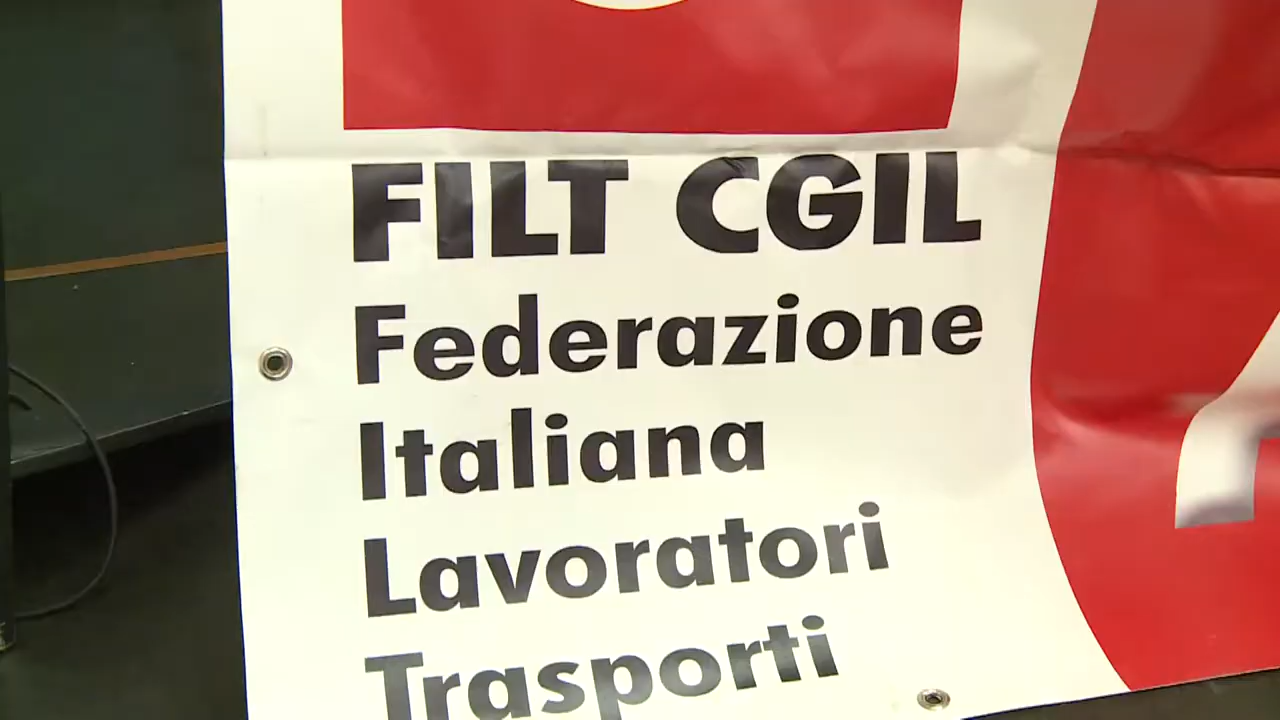 FILT CGIL
Federazione
Italiana
Lavoratori
Trasporti